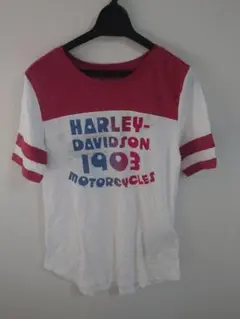 HARLEY-
DAVIDSON
1903
MOTORCYCLES